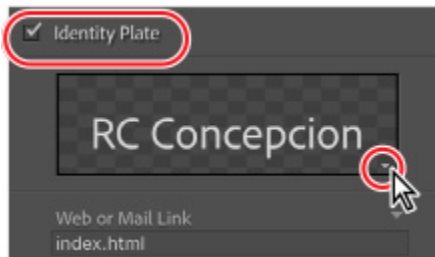 Identity Plate
RC Concepcion
Web or Mail Link
index.html